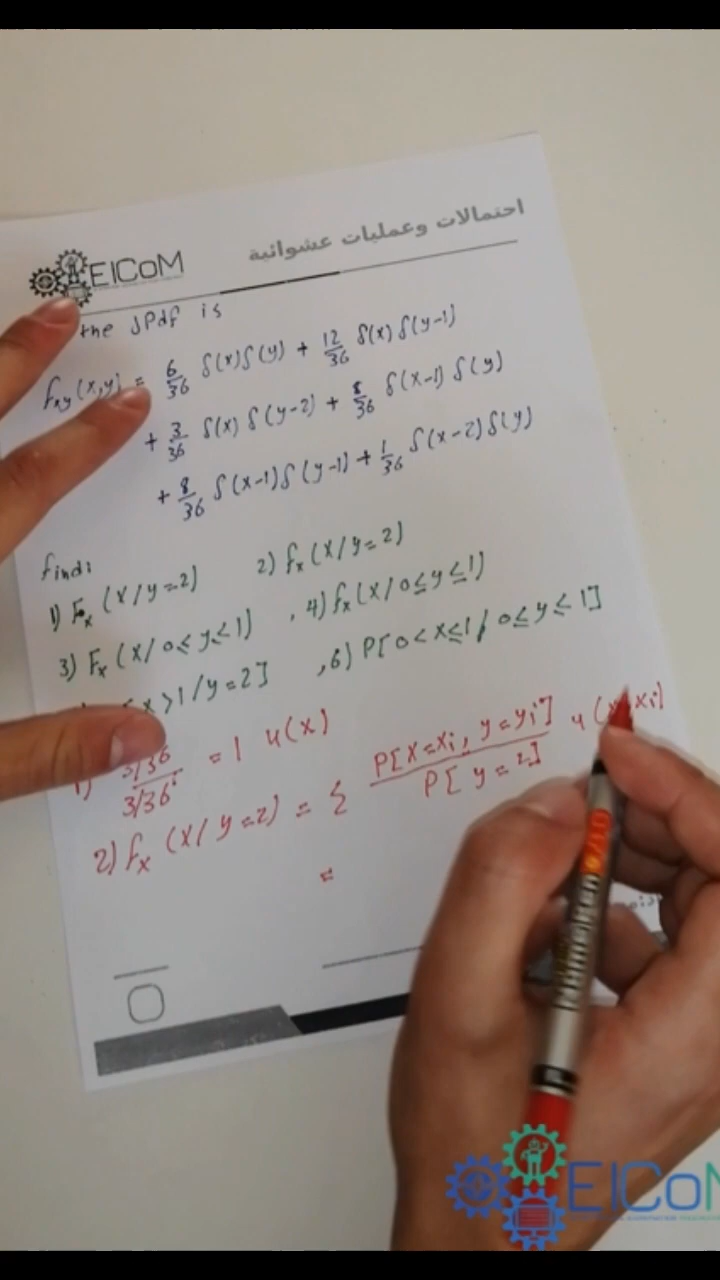 احتمالات وعمليات عشوائية
EICoM
the JPdf is
Fxy(x,y) = 6/36 δ(x)δ(y) + 12/36 δ(x) δ(y-1)
+ 3/36 δ(x) δ(y-2) + 8/36 δ(x-1) δ(y)
+ 8/36 δ(x-1)δ(y-1) + 1/36 δ(x-2)δ(y)
find:
1) Fx (x/y=2) 2) fx (x/y=2)
3) Fx (x/0≤y≤1) , 4) fx (x/0≤y≤1)
x>1/y=2] , 6) P[0<x≤1/0≤y≤1]
1) 3/36 / 3/36 = 1 u(x)
2) fx (x/y=2) = Σ P[X=xi, y=yi] / P[y=2] u(x-xi)
=
EICoM